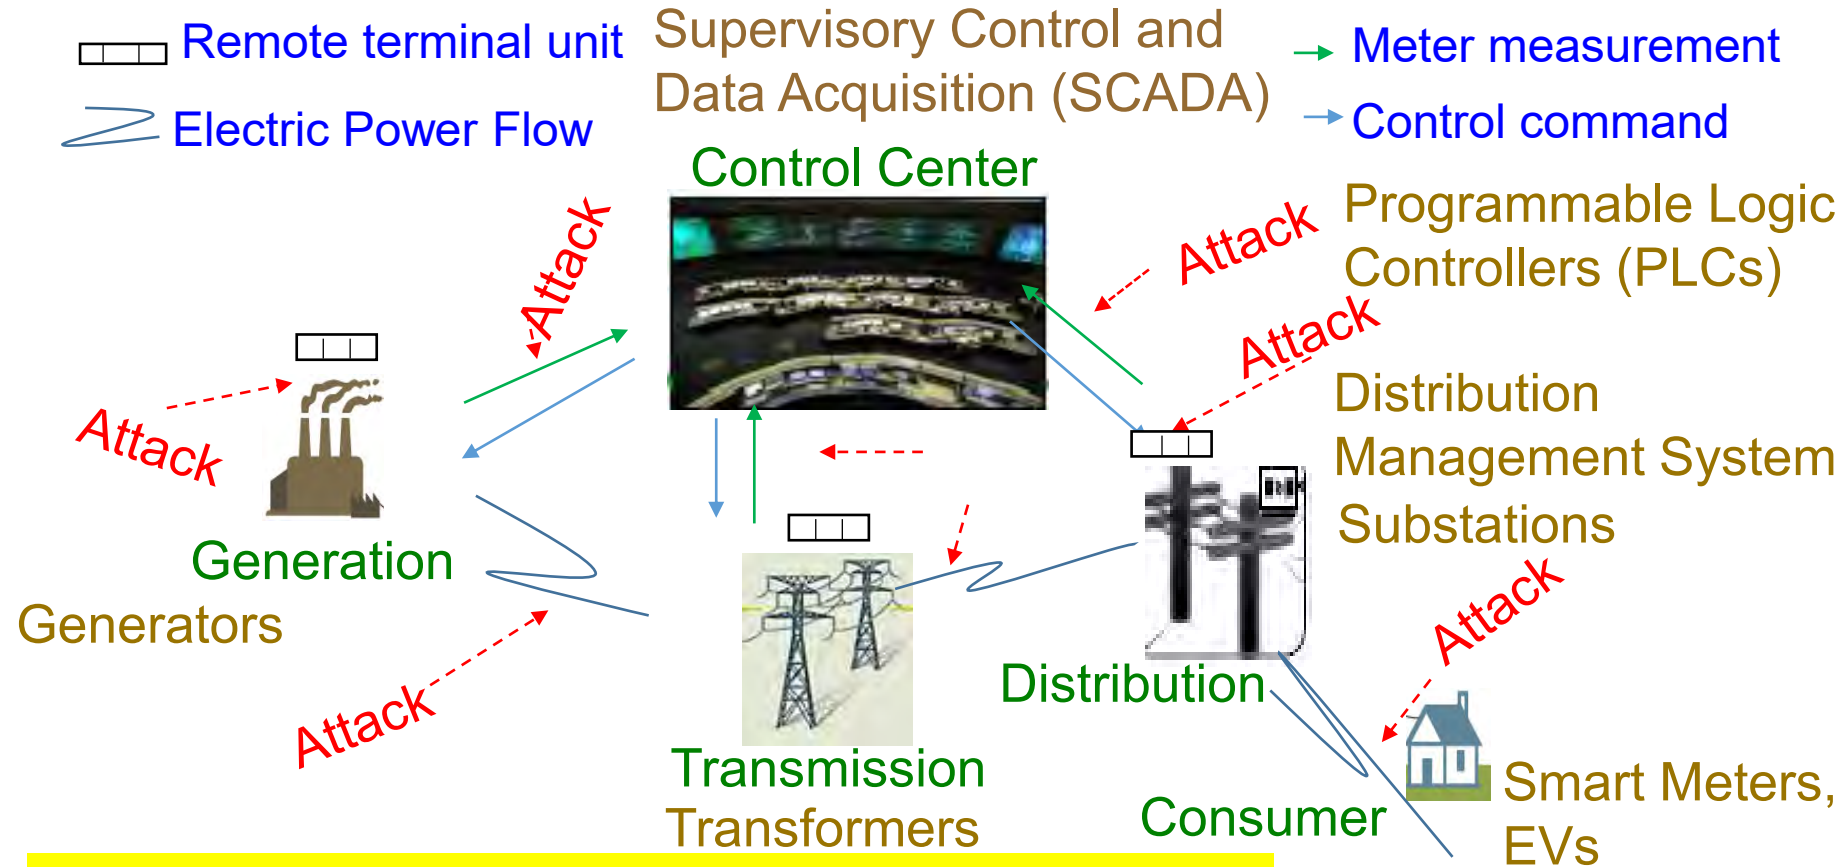 Remote terminal unit
Electric Power Flow
Supervisory Control and
Data Acquisition (SCADA)
Meter measurement
Control command
Control Center
Programmable Logic
Controllers (PLCs)
Attack
Attack
Attack
Attack
Distribution
Management System
Substations
Generation
Generators
Attack
Attack
Distribution
Transmission
Transformers
Consumer
Smart Meters,
EVs